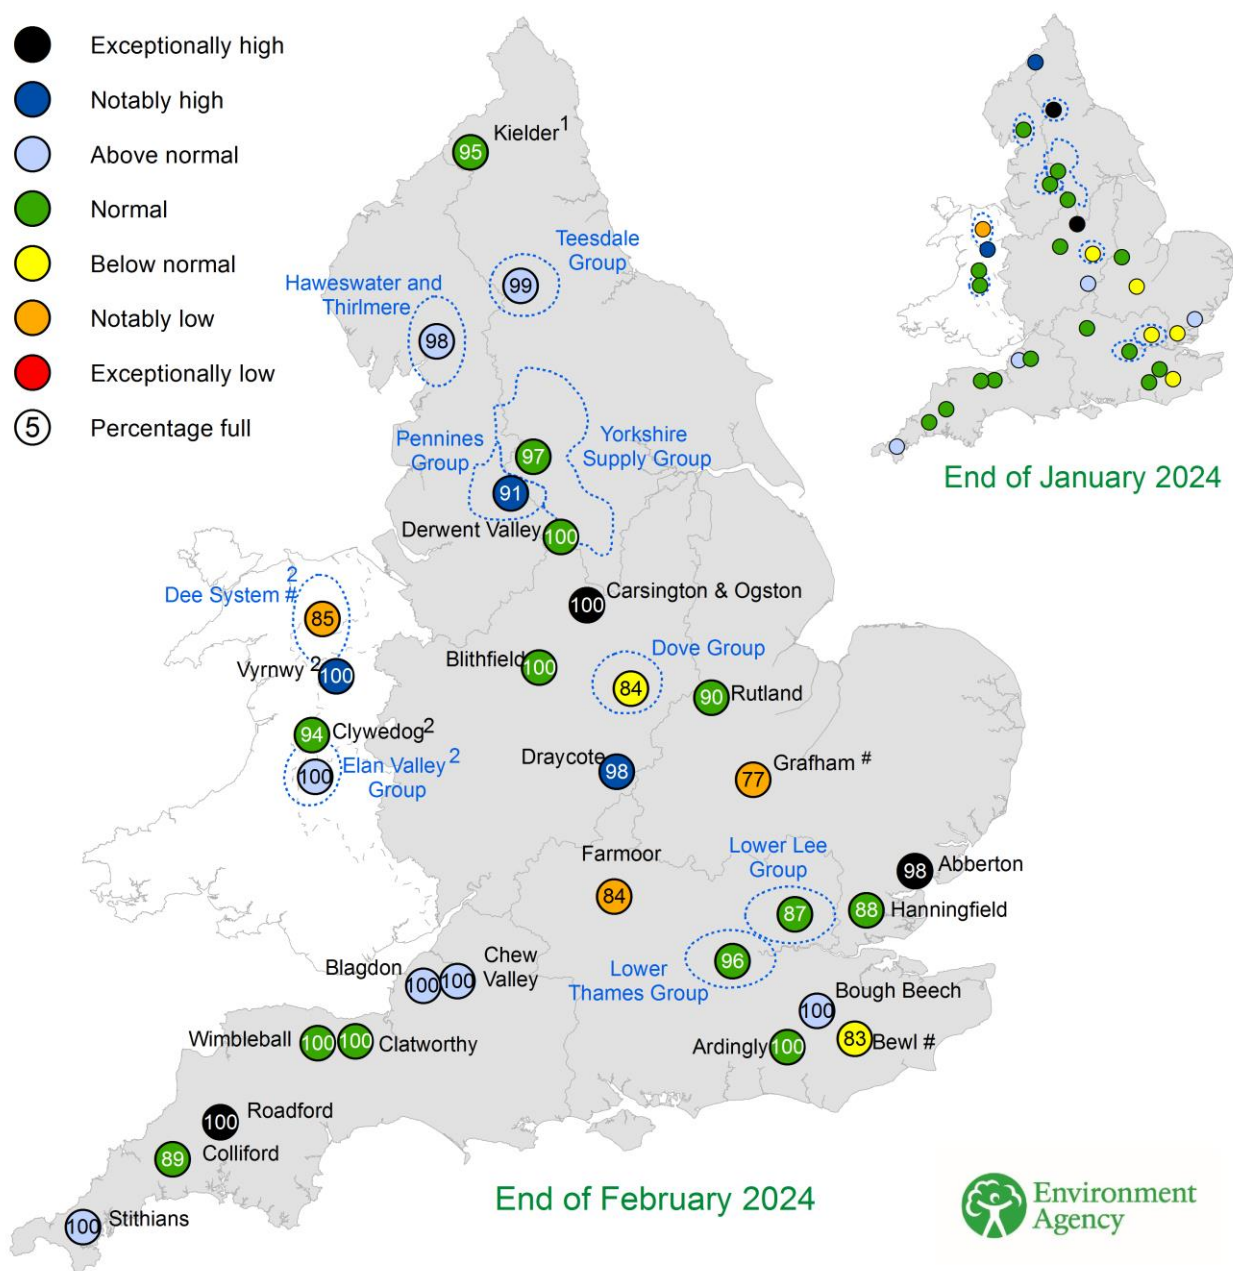 Exceptionally high
Notably high
Above normal
Normal
Below normal
Notably low
Exceptionally low
5 Percentage full
End of January 2024
Kielder1
95
Teesdale
Group
99
Haweswater and
Thirlmere
98
Pennines
Group
Yorkshire
Supply Group
97
91
Derwent Valley
100
Carsington & Ogston
100
2
Dee System #
85
Vyrnwy 2
100
Blithfield
100
Dove Group
84
90
Rutland
94
Clywedog2
100
Elan Valley 2
Group
Draycote
98
Grafham #
77
Farmoor
84
Lower Lee
Group
87
98
Abberton
88
Hanningfield
Lower
Thames Group
96
Blagdon
100
Chew
Valley
100
Bough Beech
100
Ardingly
100
83
Bewl #
Wimbleball
100
100
Clatworthy
Roadford
100
Colliford
89
100
Stithians
End of February 2024
Environment
Agency